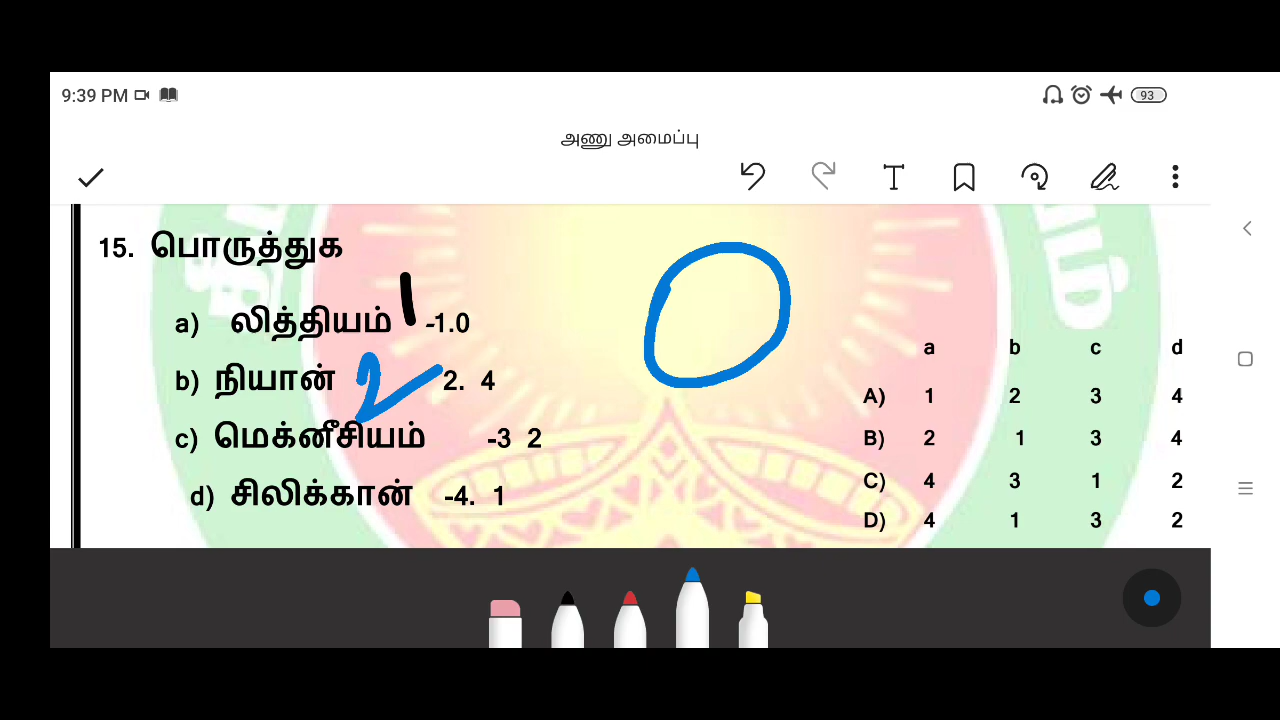 9:39 PM 93
அணு அமைப்பு
T
15. பொருத்துக
a) லித்தியம் 1 -1.0
b) நியான் 2 2. 4
c) மெக்னீசியம் -3 2
d) சிலிக்கான் -4. 1
a b c d
A) 1 2 3 4
B) 2 1 3 4
C) 4 3 1 2
D) 4 1 3 2